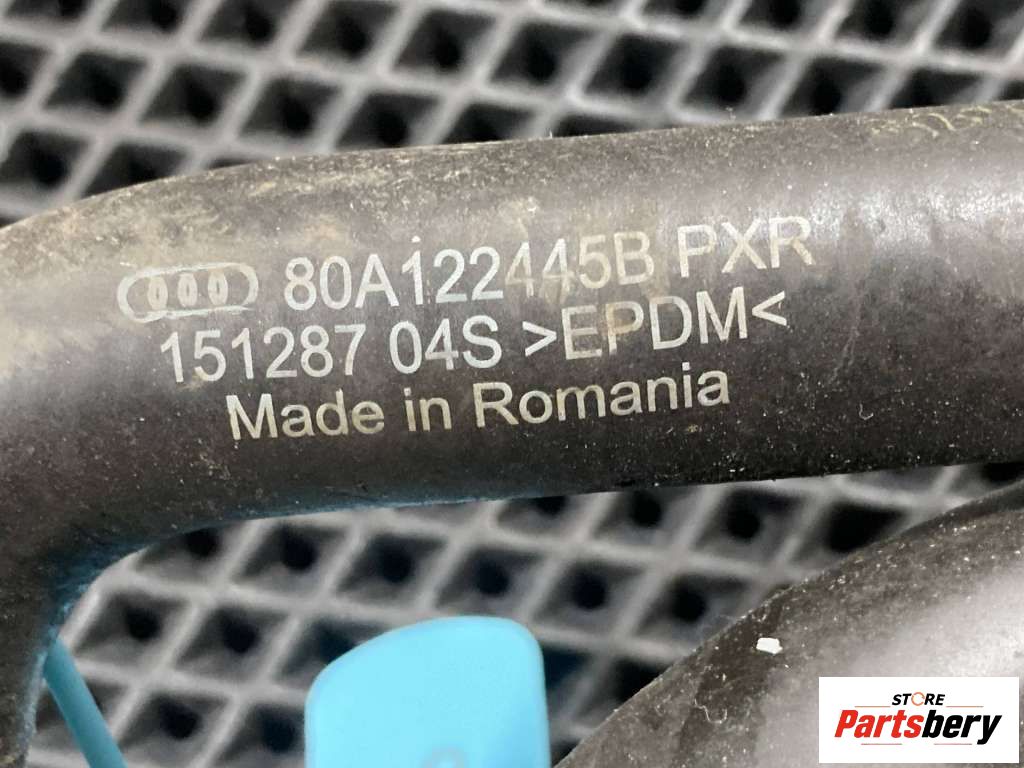 80A122445B PXR
151287 04S >EPDM<
Made in Romania
STORE
Partsbery